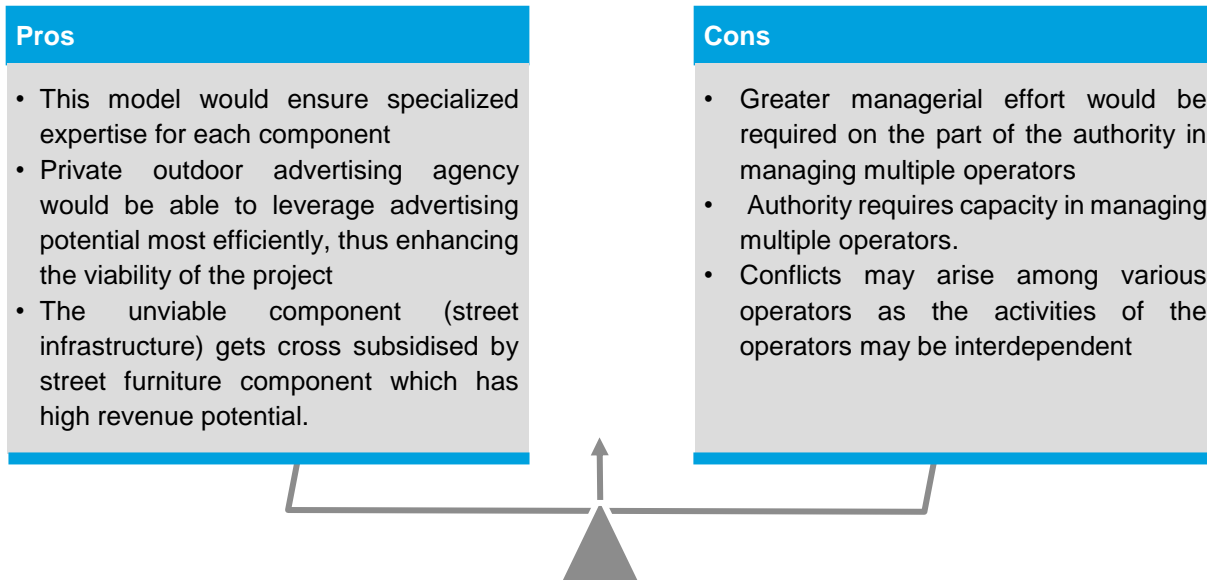 Pros
• This model would ensure specialized
expertise for each component
• Private outdoor advertising agency
would be able to leverage advertising
potential most efficiently, thus enhancing
the viability of the project
• The unviable component (street
infrastructure) gets cross subsidised by
street furniture component which has
high revenue potential.
Cons
• Greater managerial effort would be
required on the part of the authority in
managing multiple operators
• Authority requires capacity in managing
multiple operators.
• Conflicts may arise among various
operators as the activities of the
operators may be interdependent